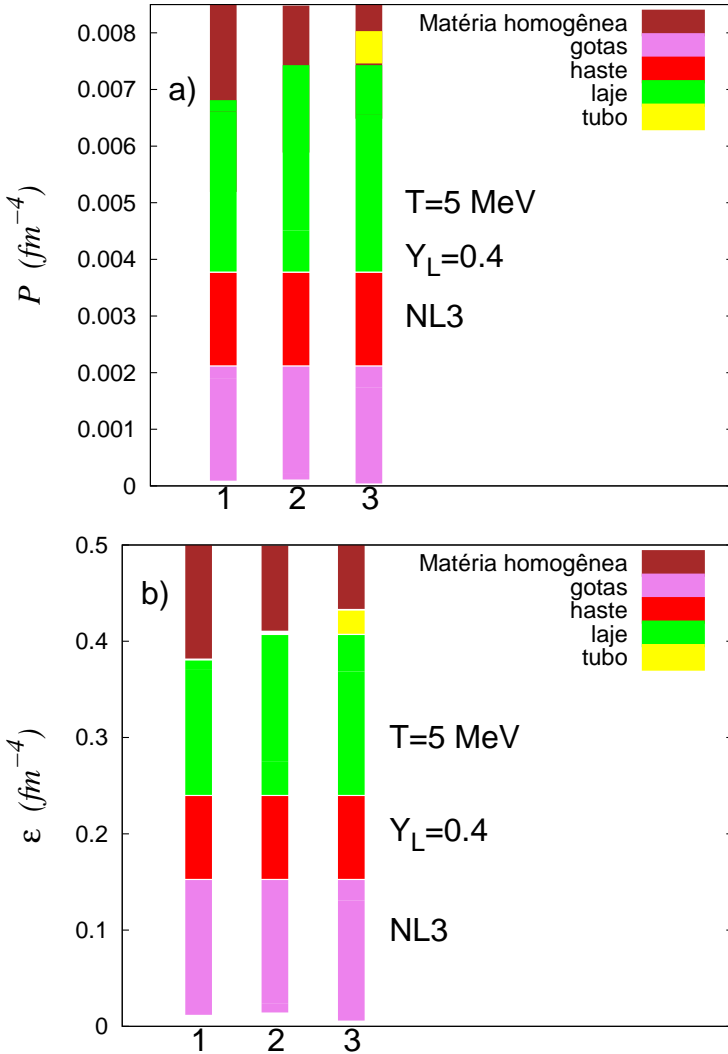 0.008
0.007
0.006
0.005
0.004
0.003
0.002
0.001
0
P (fm⁻⁴)
a)
Matéria homogênea
gotas
haste
laje
tubo
T=5 MeV
Y_L=0.4
NL3
1 2 3
0.5
0.4
0.3
0.2
0.1
0
ε (fm⁻⁴)
b)
Matéria homogênea
gotas
haste
laje
tubo
T=5 MeV
Y_L=0.4
NL3
1 2 3